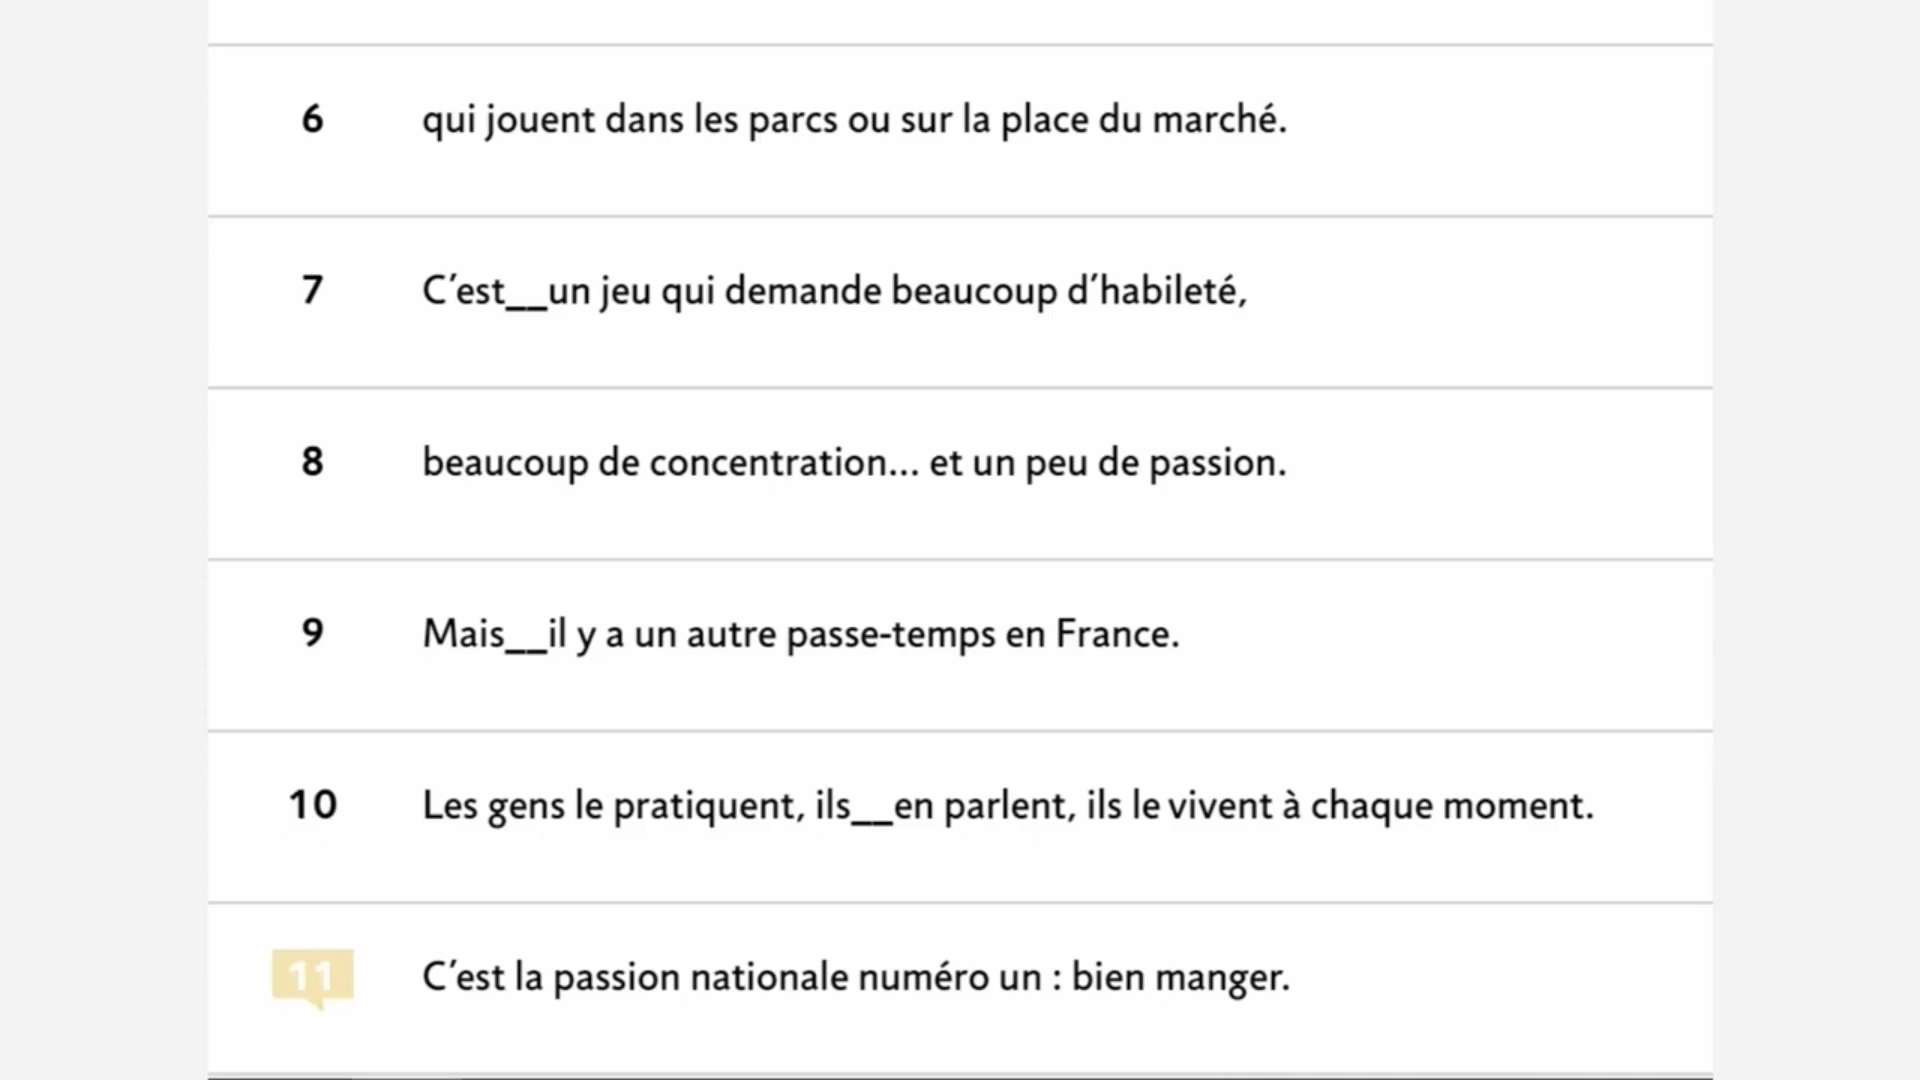 6 qui jouent dans les parcs ou sur la place du marché.
7 C'est__un jeu qui demande beaucoup d'habileté,
8 beaucoup de concentration... et un peu de passion.
9 Mais__il y a un autre passe-temps en France.
10 Les gens le pratiquent, ils__en parlent, ils le vivent à chaque moment.
11 C'est la passion nationale numéro un : bien manger.